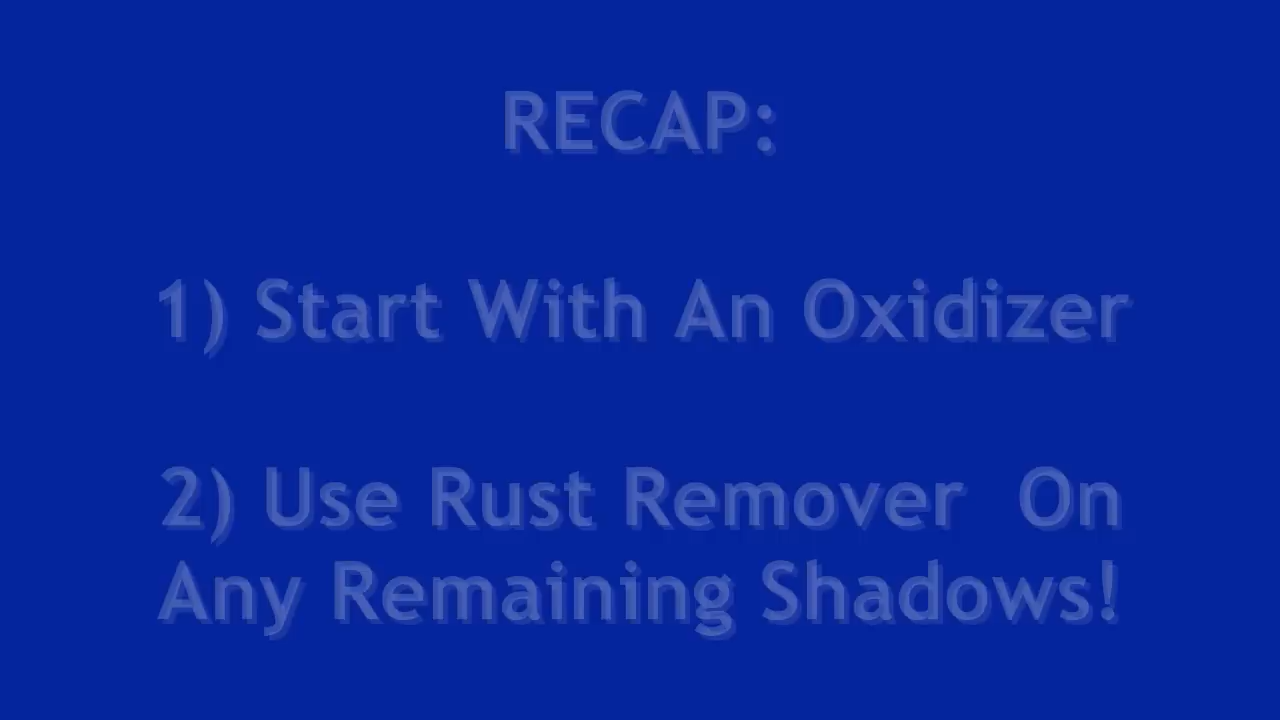 RECAP:
1) Start With An Oxidizer
2) Use Rust Remover  On
Any Remaining Shadows!